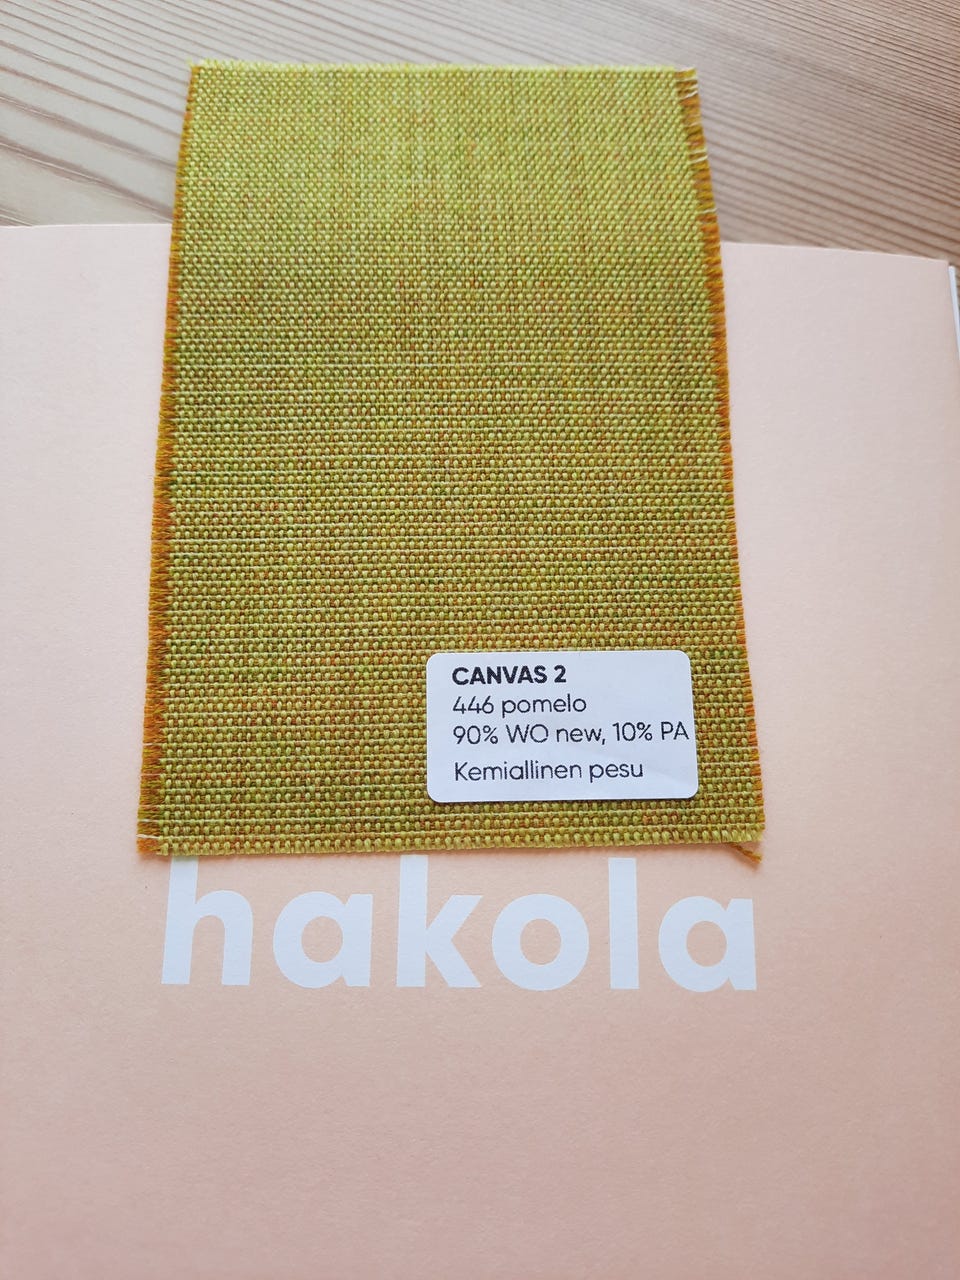 CANVAS 2
446 pomelo
90% WO new, 10% PA
Kemiallinen pesu
hakola